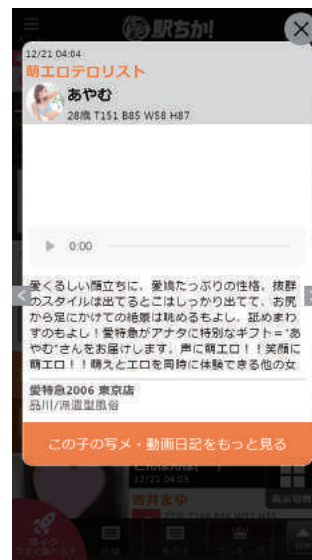 駅ちか!
12/21 04:04
萌エロテロリスト
あやむ
28歳 T151 B85 W58 H87
0:00
愛くるしい顔立ちに、愛嬌たっぷりの性格、抜群
のスタイルは出てるとこはしっかり出てて、お尻
から足にかけての絶景は眺めるもよし、舐めまわ
すのもよし!愛特急がアナタに特別なギフト="あ
やむ"さんをお届けします。声に萌エロ!!笑顔に
萌エロ!!萌えとエロを同時に体験できる他の女
愛特急2006 東京店
品川/派遣型風俗
この子の写メ・動画日記をもっと見る
12/21 04:05
岩井まゆ